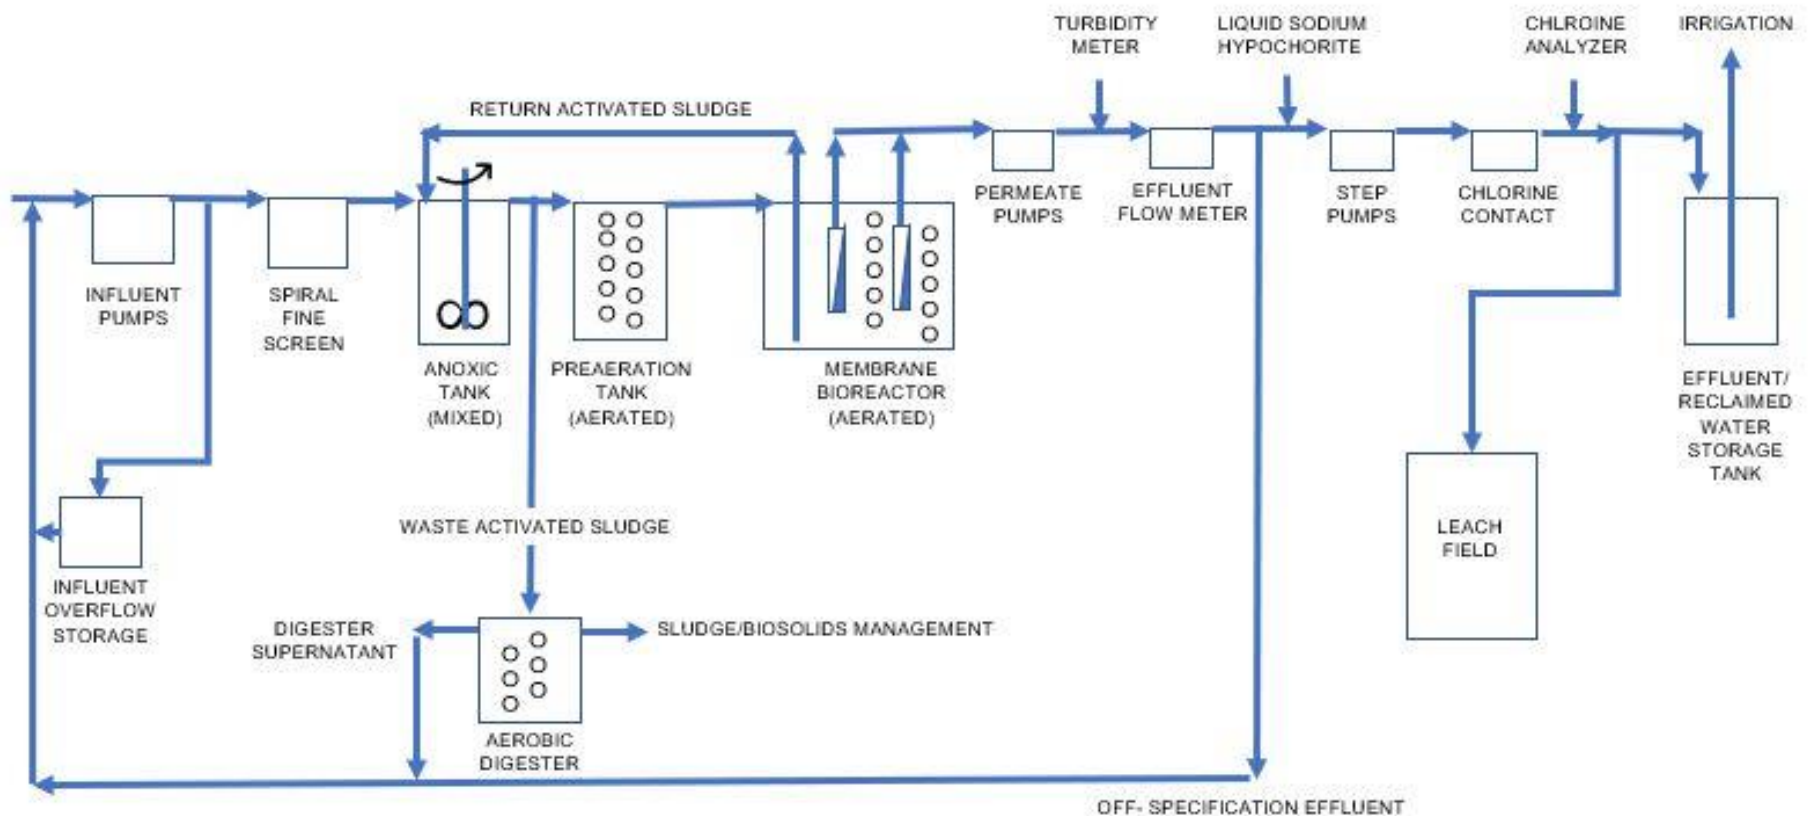 TURBIDITY
METER
LIQUID SODIUM
HYPOCHORITE
CHLROINE
ANALYZER
IRRIGATION
RETURN ACTIVATED SLUDGE
PERMEATE
PUMPS
EFFLUENT
FLOW METER
STEP
PUMPS
CHLORINE
CONTACT
INFLUENT
PUMPS
SPIRAL
FINE
SCREEN
ANOXIC
TANK
(MIXED)
PREAERATION
TANK
(AERATED)
MEMBRANE
BIOREACTOR
(AERATED)
EFFLUENT/
RECLAIMED
WATER
STORAGE
TANK
WASTE ACTIVATED SLUDGE
LEACH
FIELD
INFLUENT
OVERFLOW
STORAGE
DIGESTER
SUPERNATANT
SLUDGE/BIOSOLIDS MANAGEMENT
AEROBIC
DIGESTER
OFF- SPECIFICATION EFFLUENT